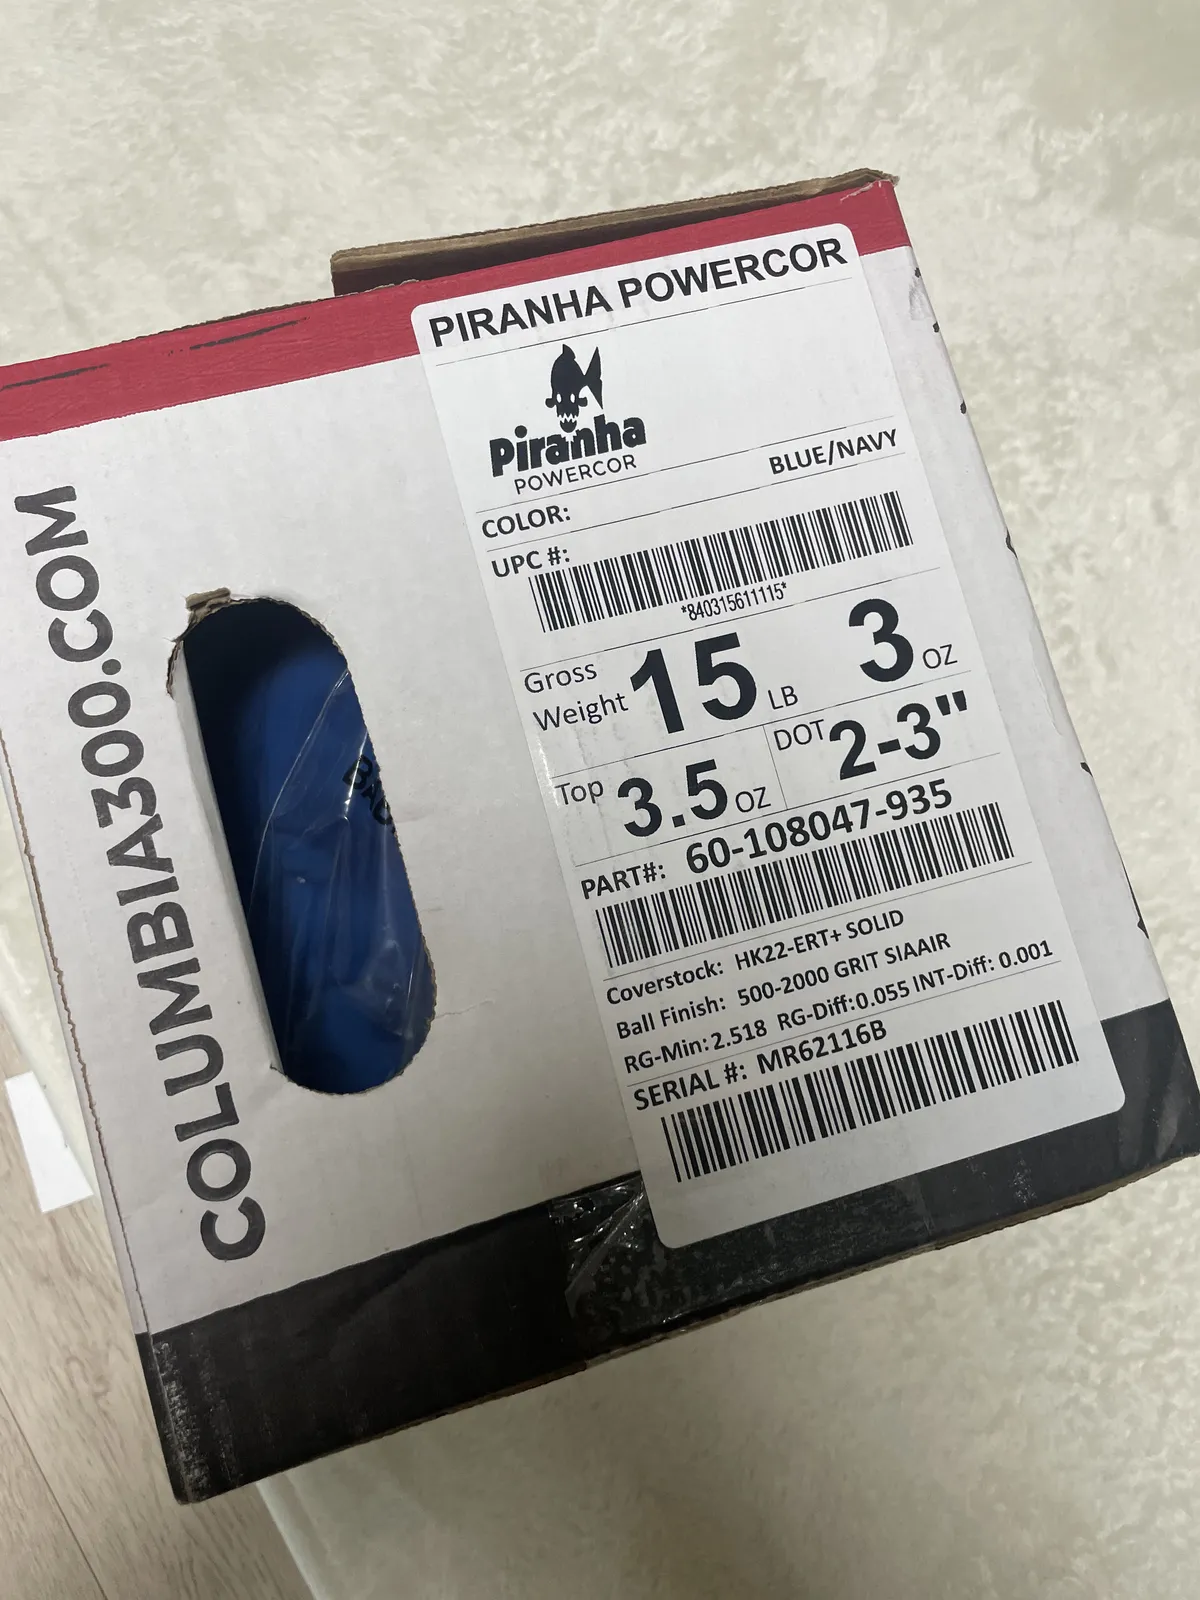 COLUMBIA300.COM
PIRANHA POWERCOR
Piranha
POWERCOR
COLOR: BLUE/NAVY
UPC #:
*840315611115*
Gross Weight 15 LB 3 OZ
Top 3.5 OZ DOT 2-3"
PART#: 60-108047-935
Coverstock: HK22-ERT+ SOLID
Ball Finish: 500-2000 GRIT SIAAIR
RG-Min: 2.518 RG-Diff: 0.055 INT-Diff: 0.001
SERIAL #: MR62116B